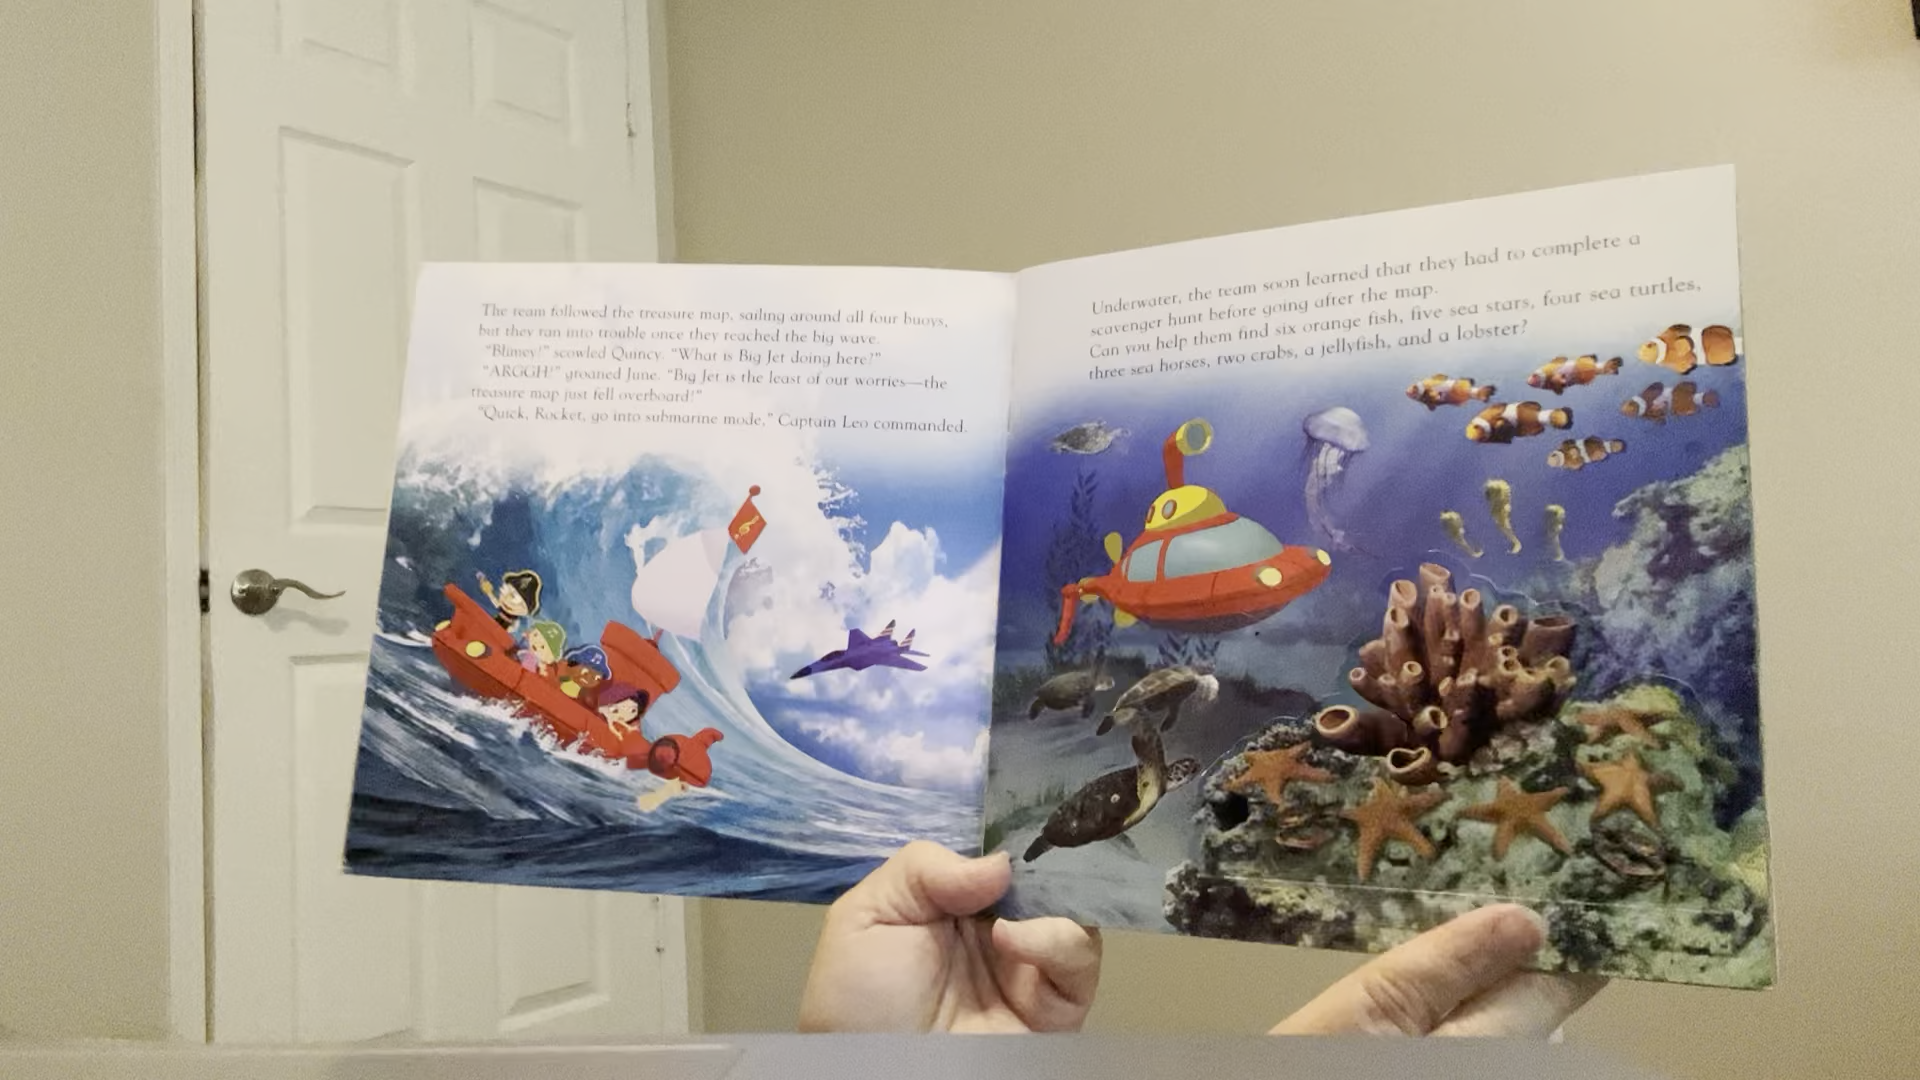 The team followed the treasure map, sailing around all four buoys,
but they ran into trouble once they reached the big wave.
"Blimey!" scowled Quincy. "What is Big Jet doing here?"
"ARGGH!" groaned June. "Big Jet is the least of our worries—the
treasure map just fell overboard!"
"Quick, Rocket, go into submarine mode," Captain Leo commanded.
Underwater, the team soon learned that they had to complete a
scavenger hunt before going after the map.
Can you help them find six orange fish, five sea stars, four sea turtles,
three sea horses, two crabs, a jellyfish, and a lobster?